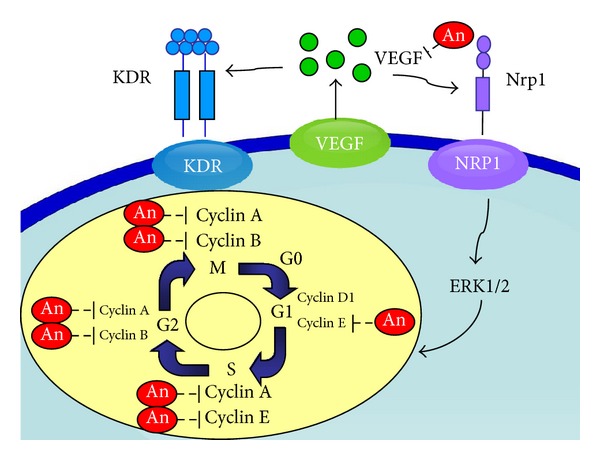 An
VEGF
KDR
Nrp1
VEGF
KDR
NRP1
An Cyclin A
An Cyclin B
M
G0
ERK1/2
An Cyclin A
Cyclin D1
G1
G2
An Cyclin B
Cyclin E An
S
An Cyclin A
An Cyclin E